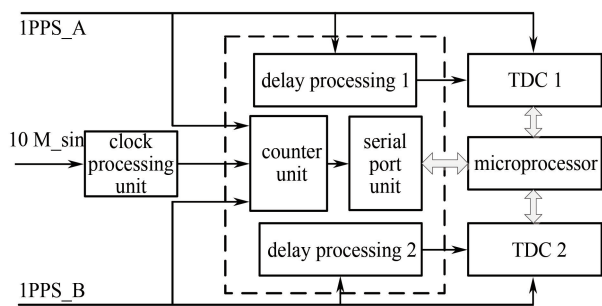 1PPS_A
delay processing 1
TDC 1
10 M_sin
clock
processing
unit
counter
unit
serial
port
unit
microprocessor
delay processing 2
TDC 2
1PPS_B